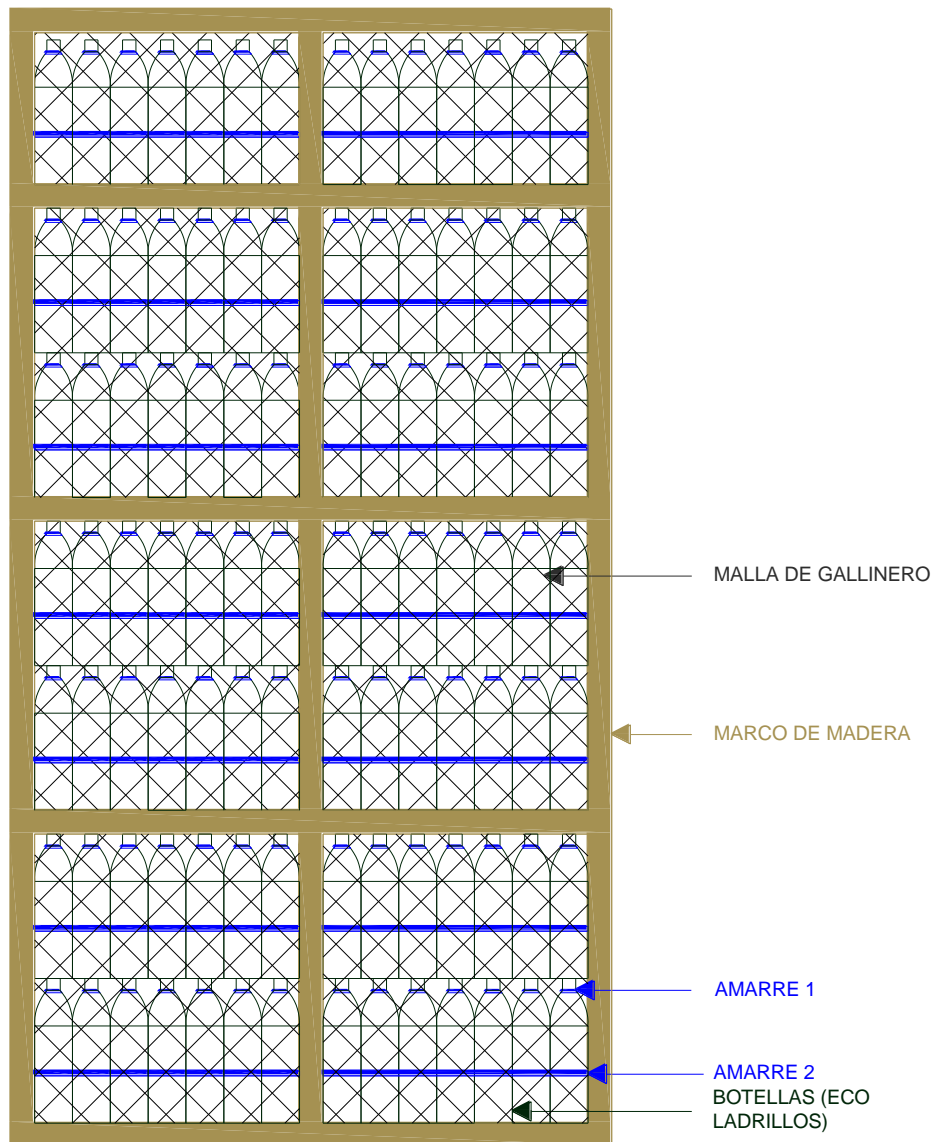 MALLA DE GALLINERO
MARCO DE MADERA
AMARRE 1
AMARRE 2
BOTELLAS (ECO
LADRILLOS)